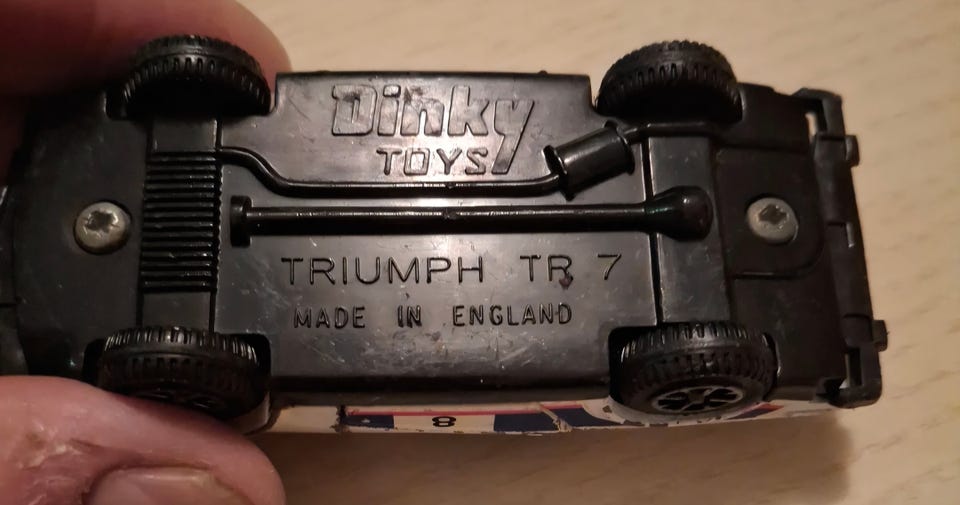 Dinky
TOYS
TRIUMPH TR 7
MADE IN ENGLAND
8